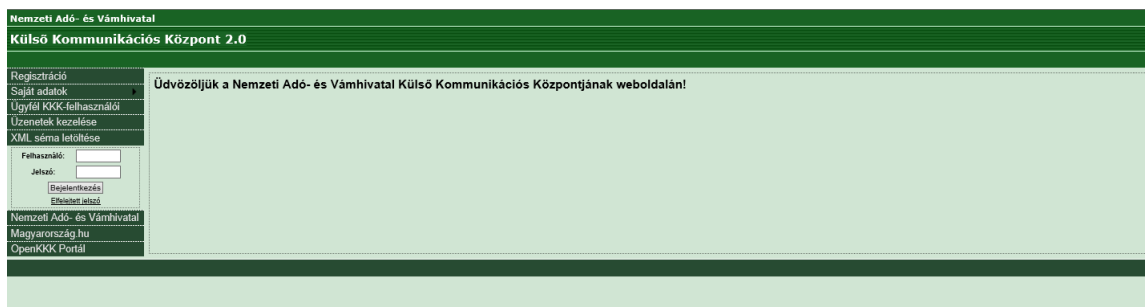 Nemzeti Adó- és Vámhivatal
Külső Kommunikációs Központ 2.0
Regisztráció
Saját adatok
Ügyfél KKK-felhasználói
Üzenetek kezelése
XML séma letöltése
Felhasználó:
Jelszó:
Bejelentkezés
Elfelejtett jelszó
Nemzeti Adó- és Vámhivatal
Magyarország.hu
OpenKKK Portál
Üdvözöljük a Nemzeti Adó- és Vámhivatal Külső Kommunikációs Központjának weboldalán!